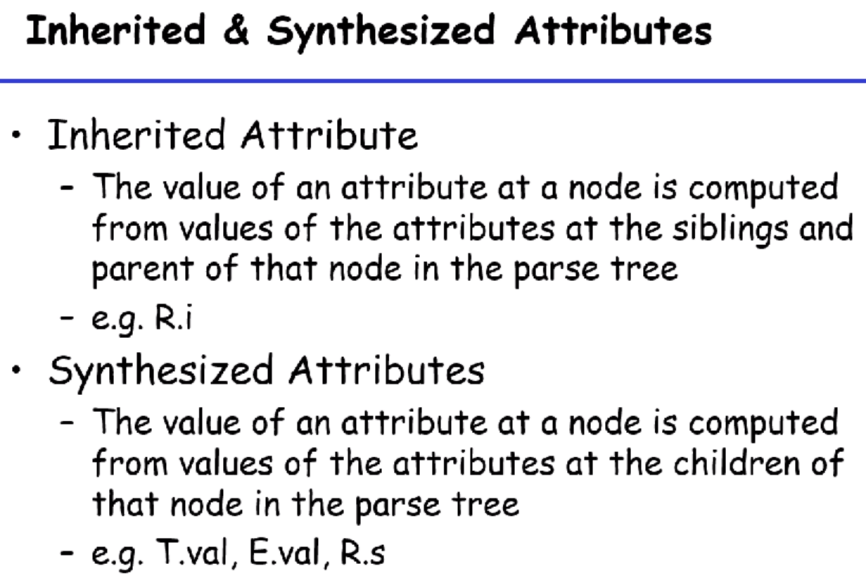 Inherited & Synthesized Attributes
• Inherited Attribute
– The value of an attribute at a node is computed
from values of the attributes at the siblings and
parent of that node in the parse tree
– e.g. R.i
• Synthesized Attributes
– The value of an attribute at a node is computed
from values of the attributes at the children of
that node in the parse tree
– e.g. T.val, E.val, R.s